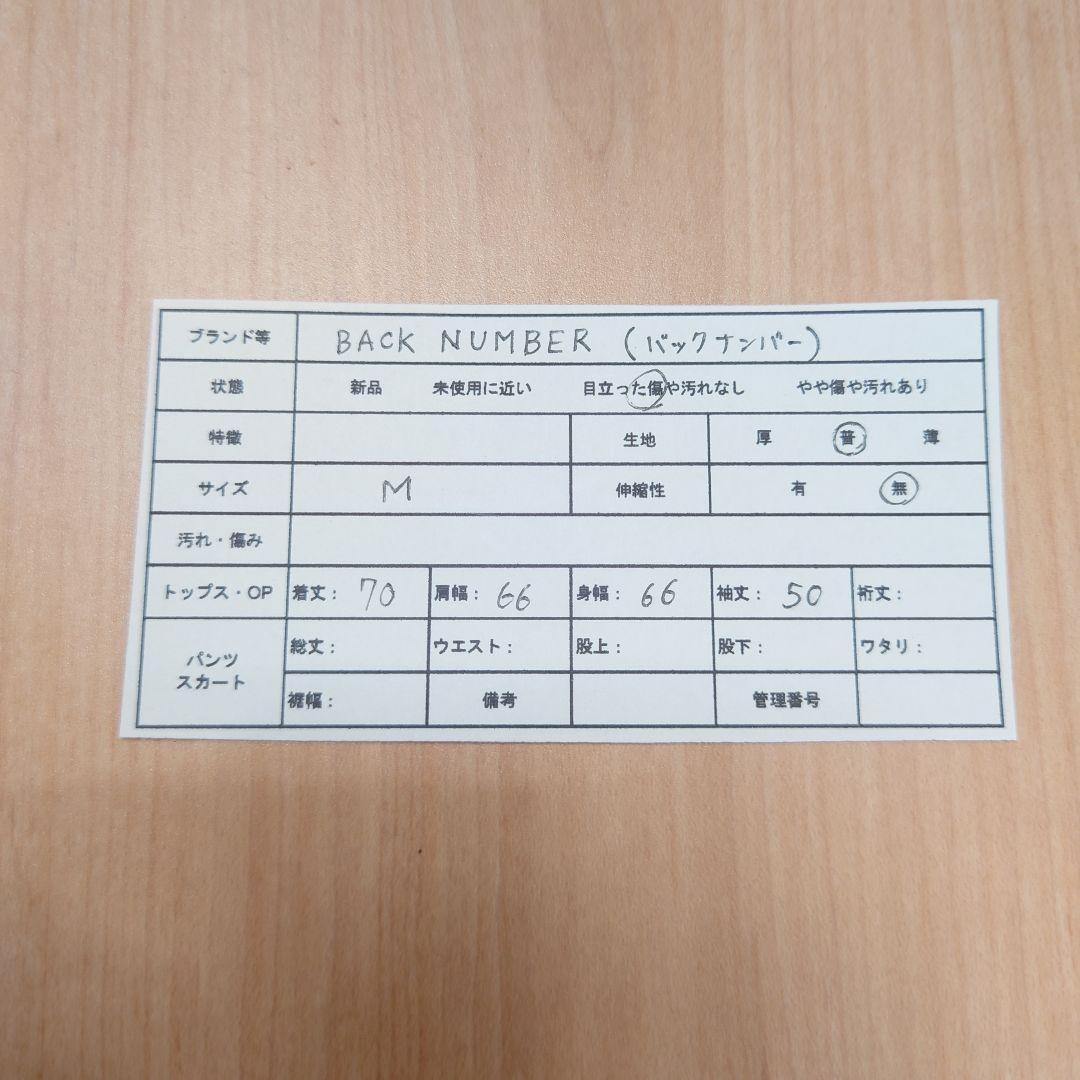 ブランド等 BACK NUMBER (バックナンバー)
状態 新品 未使用に近い 目立った傷や汚れなし やや傷や汚れあり
特徴 生地 厚 普 薄
サイズ M 伸縮性 有 無
汚れ・傷み
トップス・OP 着丈: 70 肩幅: 66 身幅: 66 袖丈: 50 裄丈:
パンツ
スカート
総丈: ウエスト: 股上: 股下: ワタリ:
裾幅: 備考 管理番号